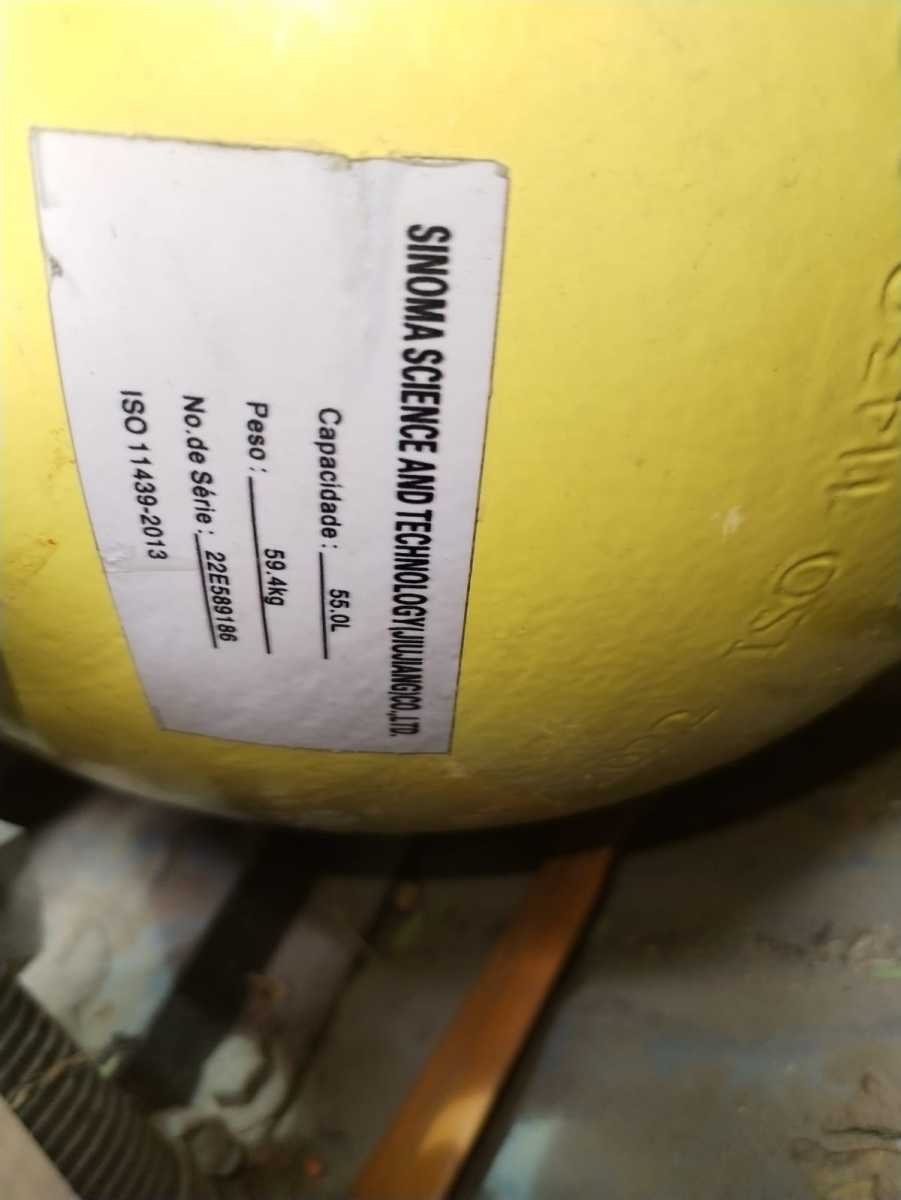 SINOMA SCIENCE AND TECHNOLOGY(JIUJIANG)CO.,LTD.
Capacidade : 55.0L
Peso : 59.4kg
No.de Série : 22E589186
ISO 11439-2013
ISO